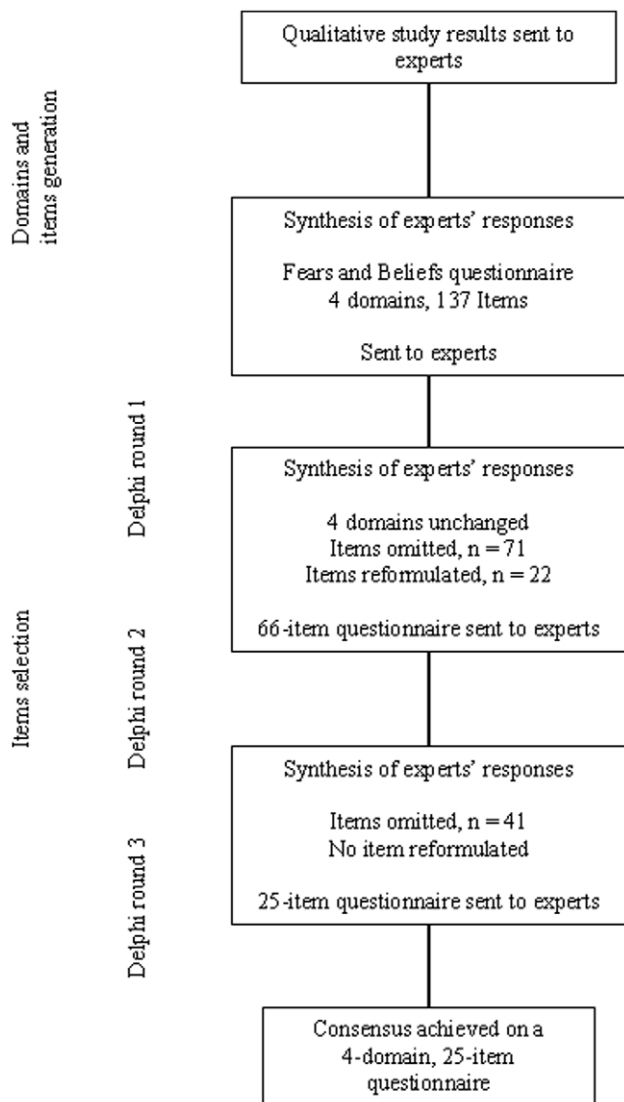 Qualitative study results sent to
experts
Domains and
items generation
Synthesis of experts' responses
Fears and Beliefs questionnaire
4 domains, 137 Items
Sent to experts
Delphi round 1
Synthesis of experts' responses
4 domains unchanged
Items omitted, n = 71
Items reformulated, n = 22
66-item questionnaire sent to experts
Items selection
Delphi round 2
Synthesis of experts' responses
Items omitted, n = 41
No item reformulated
25-item questionnaire sent to experts
Delphi round 3
Consensus achieved on a
4-domain, 25-item
questionnaire